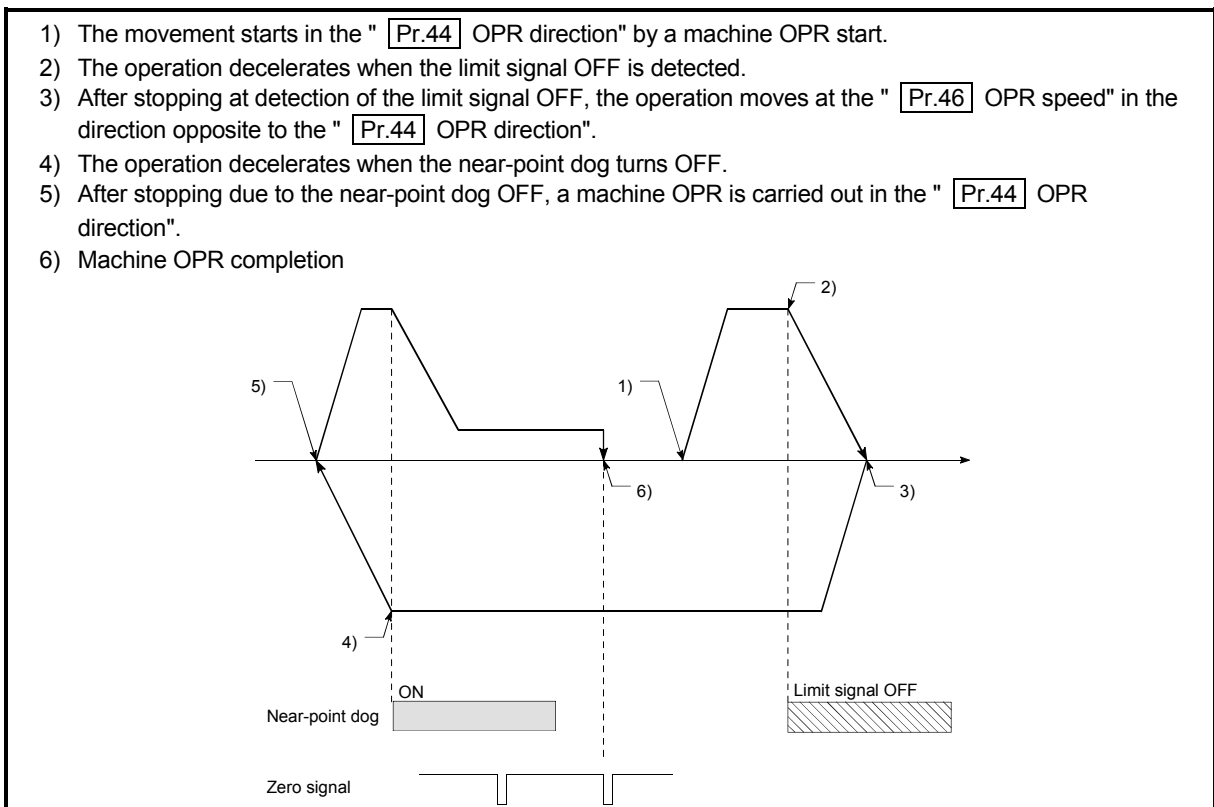 1) The movement starts in the " Pr.44 OPR direction" by a machine OPR start.
2) The operation decelerates when the limit signal OFF is detected.
3) After stopping at detection of the limit signal OFF, the operation moves at the " Pr.46 OPR speed" in the
direction opposite to the " Pr.44 OPR direction".
4) The operation decelerates when the near-point dog turns OFF.
5) After stopping due to the near-point dog OFF, a machine OPR is carried out in the " Pr.44 OPR
direction".
6) Machine OPR completion
2)
5)
1)
6)
3)
4)
ON
Limit signal OFF
Near-point dog
Zero signal